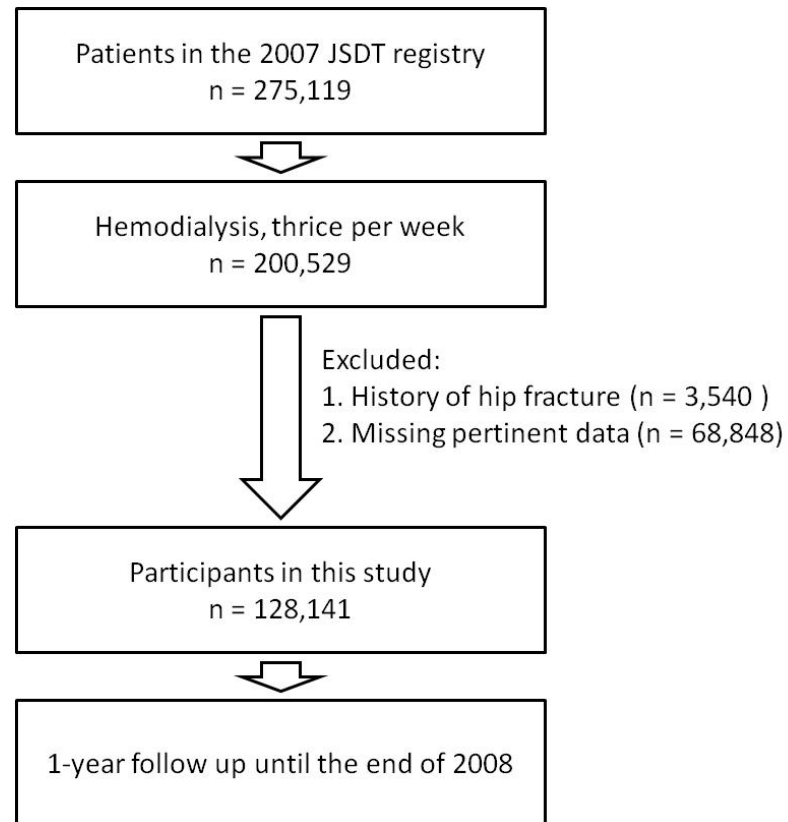 Patients in the 2007 JSDT registry
n = 275,119
Hemodialysis, thrice per week
n = 200,529
Excluded:
1. History of hip fracture (n = 3,540 )
2. Missing pertinent data (n = 68,848)
Participants in this study
n = 128,141
1-year follow up until the end of 2008